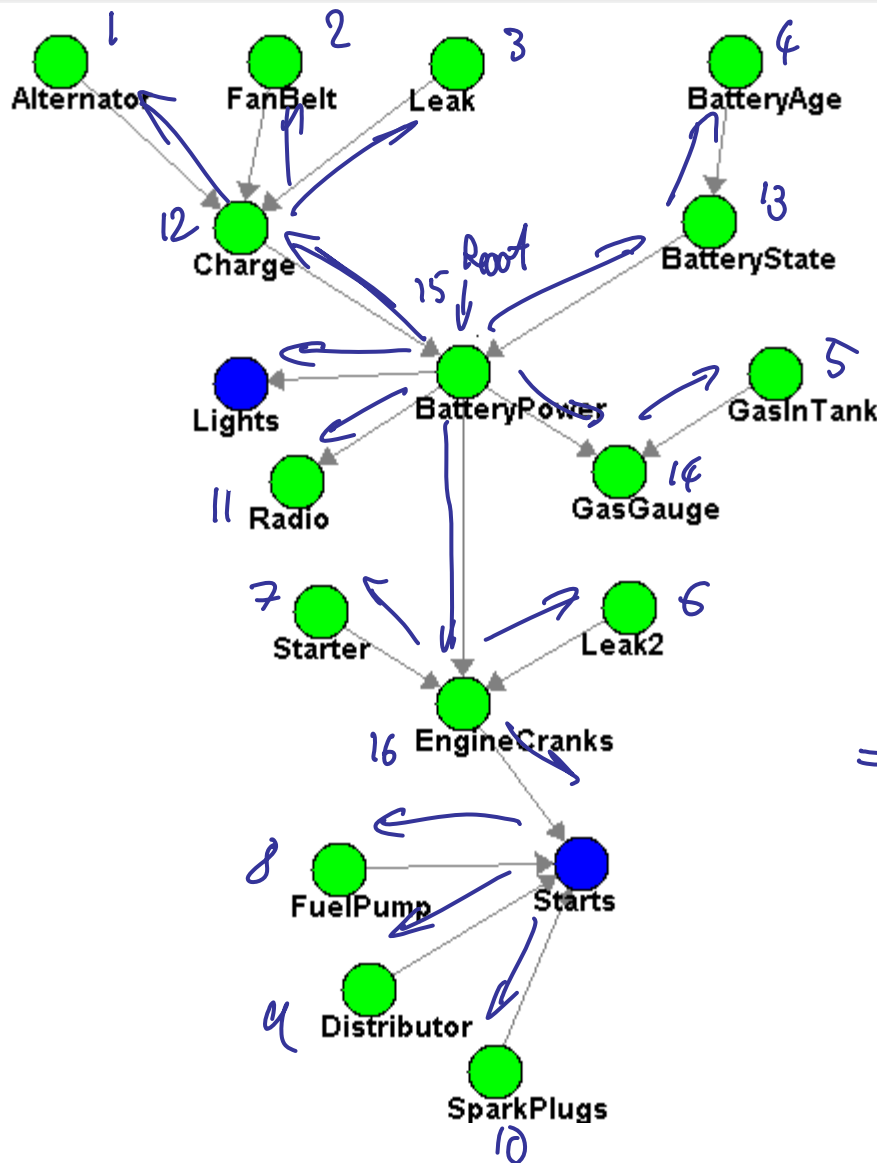 1
2
3
4
Alternator
FanBelt
Leak
BatteryAge
12
13
Charge
Root
BatteryState
15
5
Lights
BatteryPower
GasInTank
14
11
Radio
GasGauge
7
6
Starter
Leak2
16
EngineCranks
=
8
FuelPump
Starts
9
Distributor
SparkPlugs
10